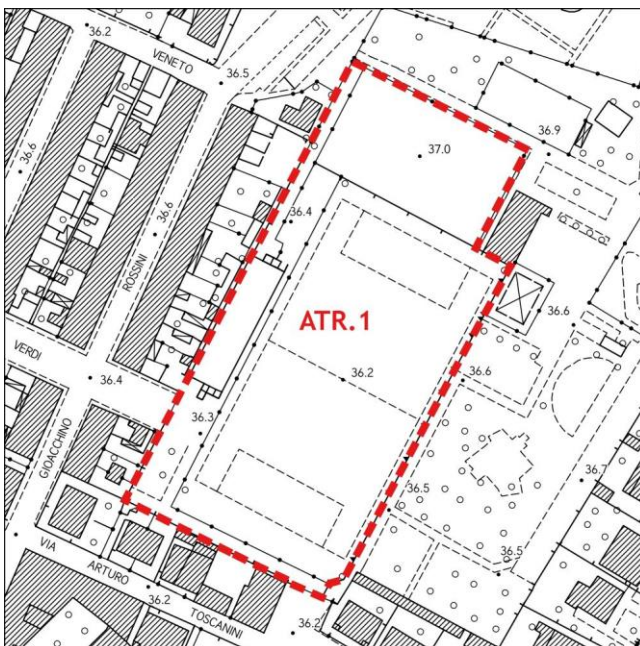 36.2
VENETO
36.5
36.9
37.0
36.6
36.4
36.6
ROSSINI
ATR.1
36.6
VERDI
36.4
36.2
36.6
36.3
GIOACCHINO
36.7
36.5
VIA
ARTURO
TOSCANINI
36.5
36.2
36.2